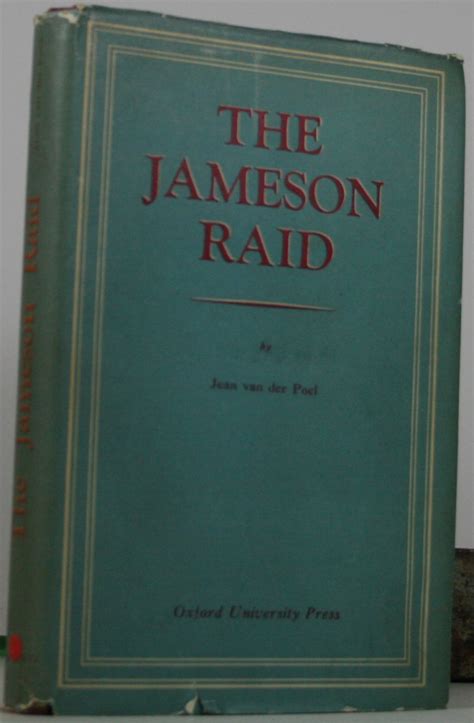 THE
JAMESON
RAID
by
Jean van der Poel
Oxford University Press
The Jameson Raid